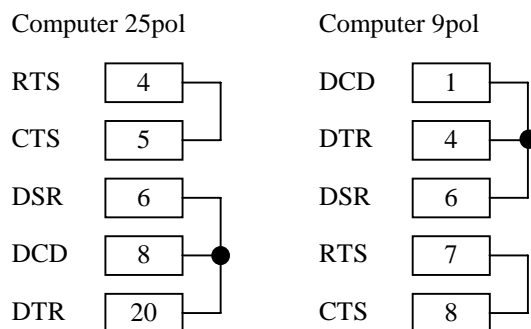 Computer 25pol Computer 9pol
RTS 4 DCD 1
CTS 5 DTR 4
DSR 6 DSR 6
DCD 8 RTS 7
DTR 20 CTS 8